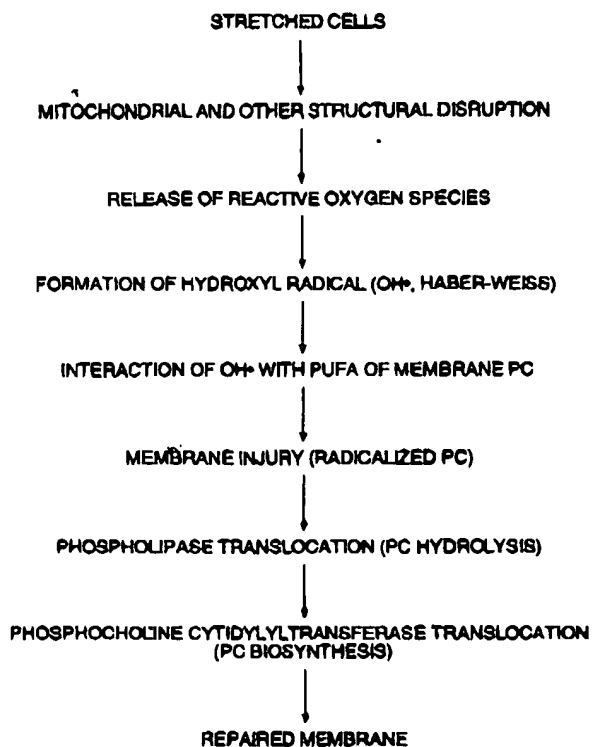 STRETCHED CELLS
MITOCHONDRIAL AND OTHER STRUCTURAL DISRUPTION
RELEASE OF REACTIVE OXYGEN SPECIES
FORMATION OF HYDROXYL RADICAL (OH•, HABER-WEISS)
INTERACTION OF OH• WITH PUFA OF MEMBRANE PC
MEMBRANE INJURY (RADICALIZED PC)
PHOSPHOLIPASE TRANSLOCATION (PC HYDROLYSIS)
PHOSPHOCHOLINE CYTIDYLYLTRANSFERASE TRANSLOCATION
(PC BIOSYNTHESIS)
REPAIRED MEMBRANE